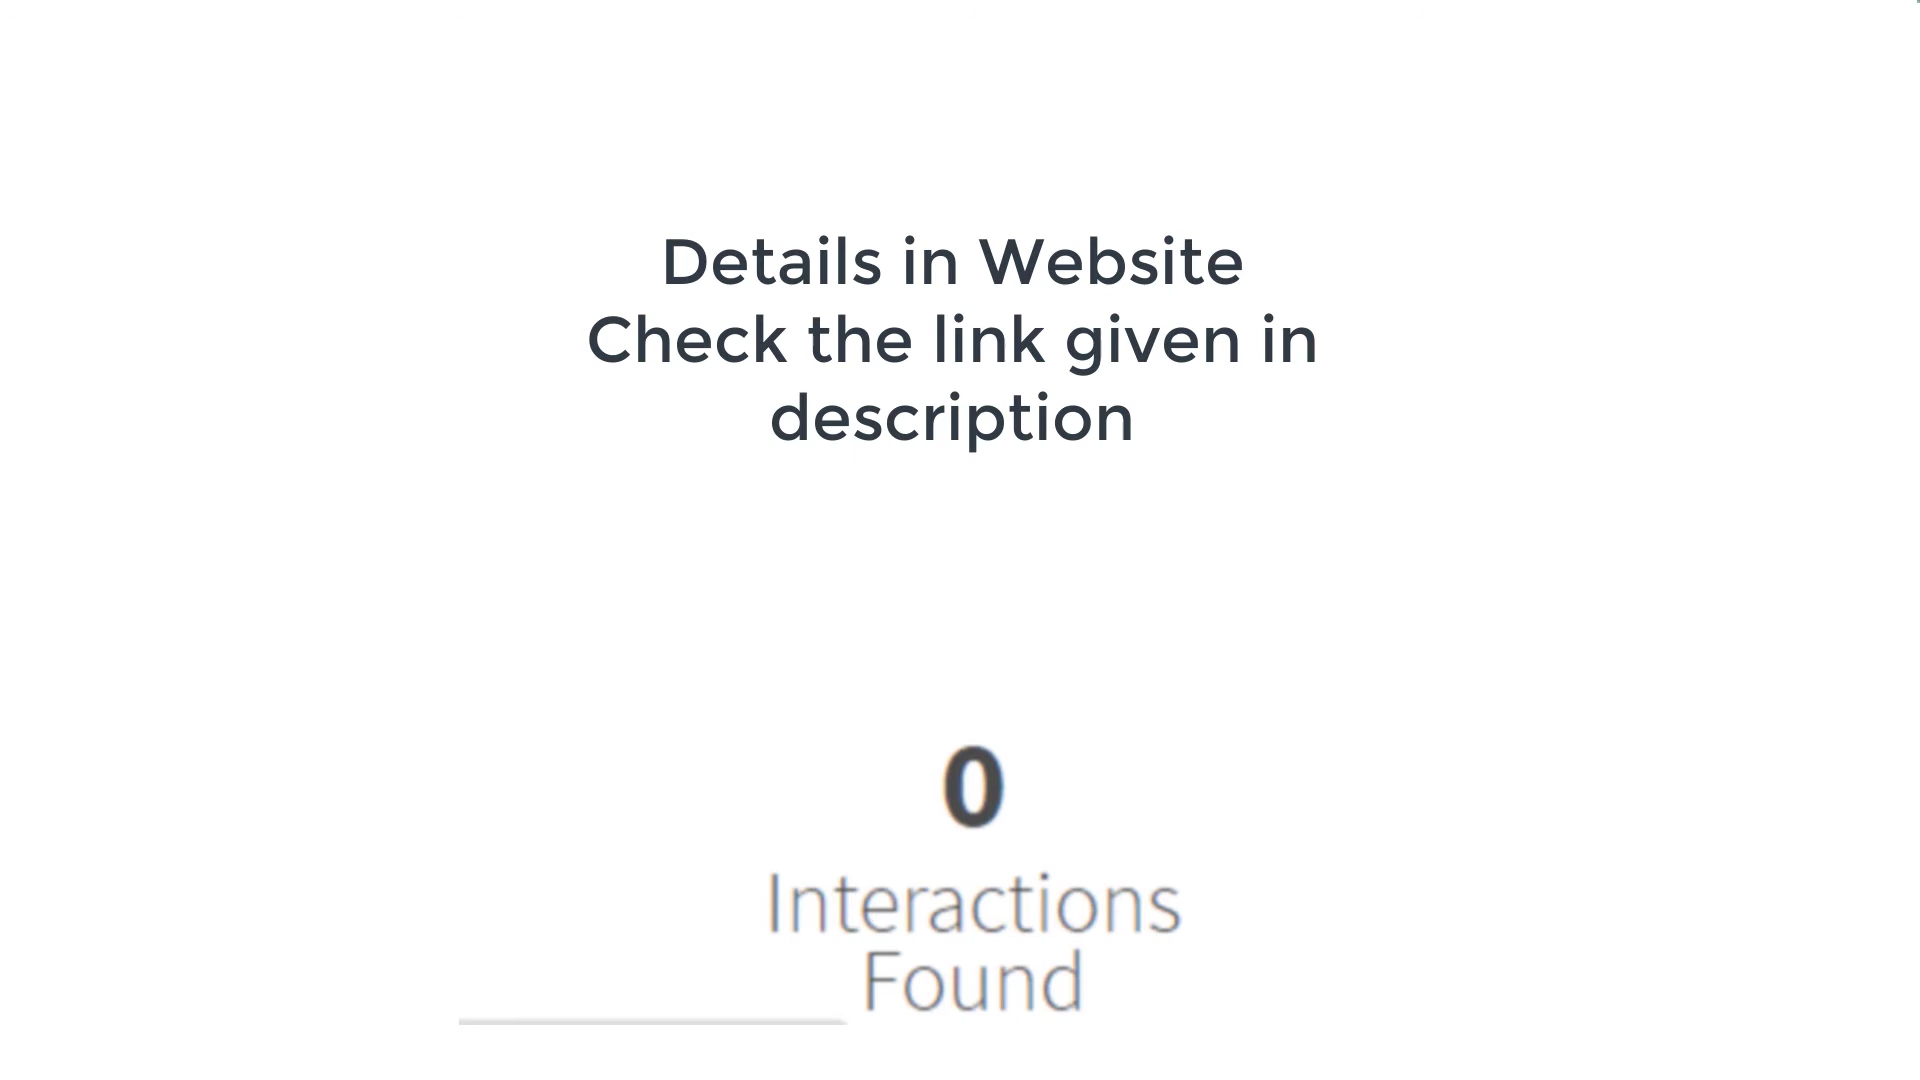 Details in Website
Check the link given in
description
0
Interactions
Found